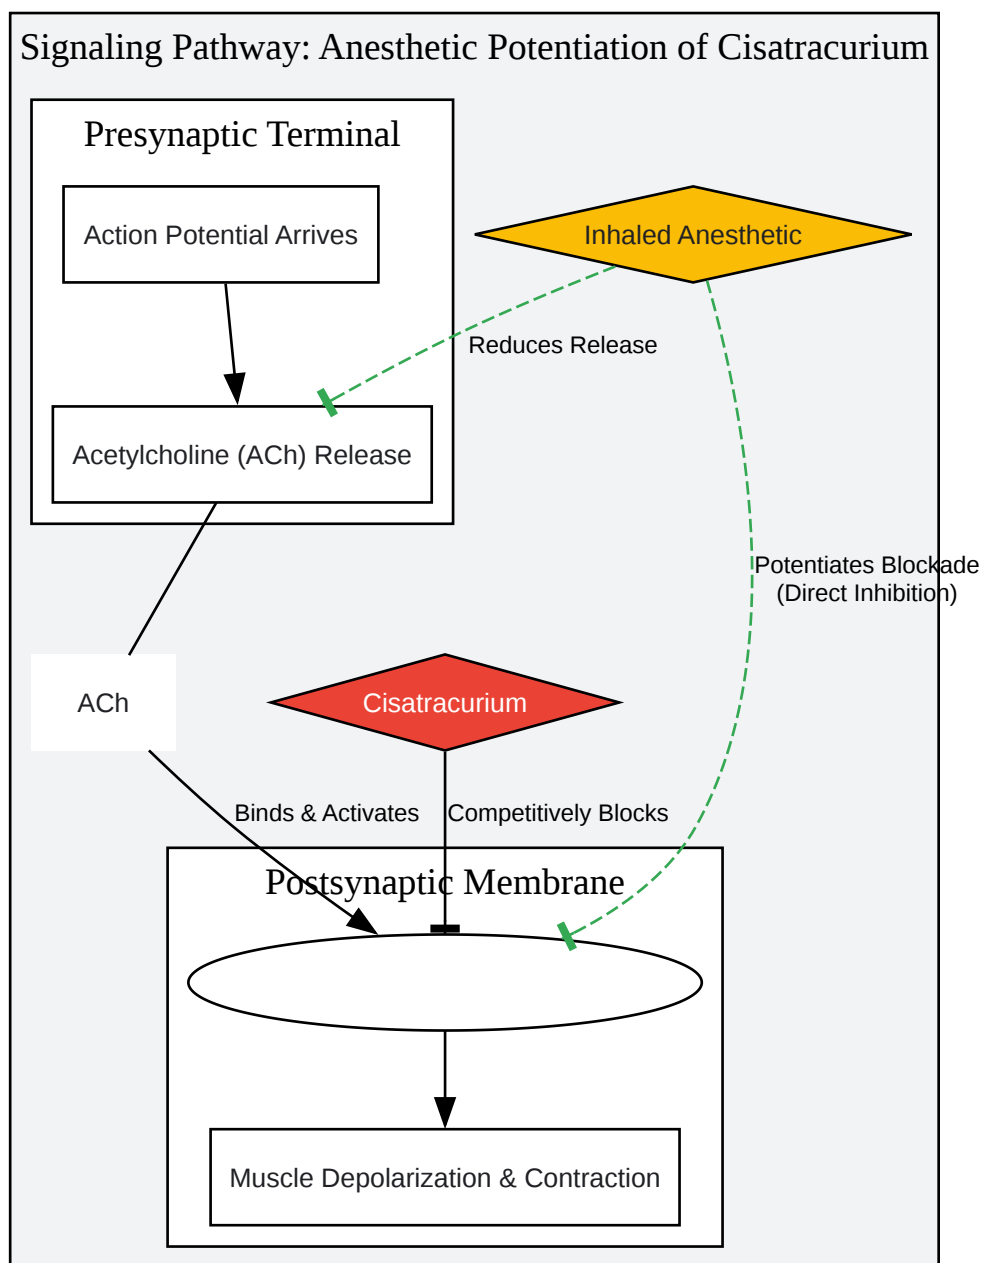 Signaling Pathway: Anesthetic Potentiation of Cisatracurium
Presynaptic Terminal
Action Potential Arrives
Inhaled Anesthetic
Reduces Release
Acetylcholine (ACh) Release
Potentiates Blockade
(Direct Inhibition)
ACh
Cisatracurium
Binds & Activates
Competitively Blocks
Postsynaptic Membrane
Muscle Depolarization & Contraction